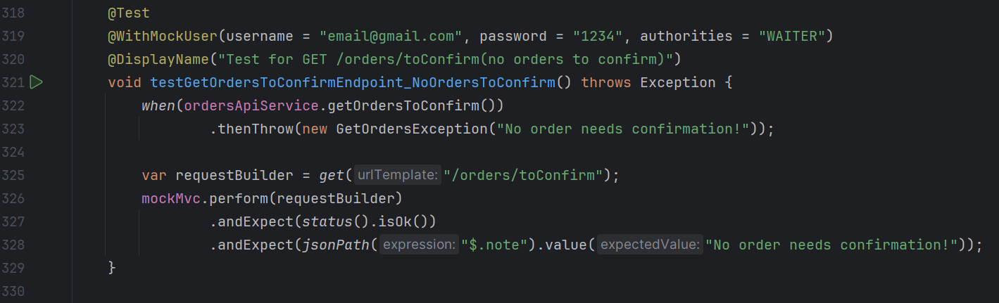 318 @Test
319 @WithMockUser(username = "email@gmail.com", password = "1234", authorities = "WAITER")
320 @DisplayName("Test for GET /orders/toConfirm(no orders to confirm)")
321 void testGetOrdersToConfirmEndpoint_NoOrdersToConfirm() throws Exception {
322 when(ordersApiService.getOrdersToConfirm())
323 .thenThrow(new GetOrdersException("No order needs confirmation!"));
324
325 var requestBuilder = get( urlTemplate: "/orders/toConfirm");
326 mockMvc.perform(requestBuilder)
327 .andExpect(status().isOk())
328 .andExpect(jsonPath( expression: "$.note").value( expectedValue: "No order needs confirmation!"));
329 }
330